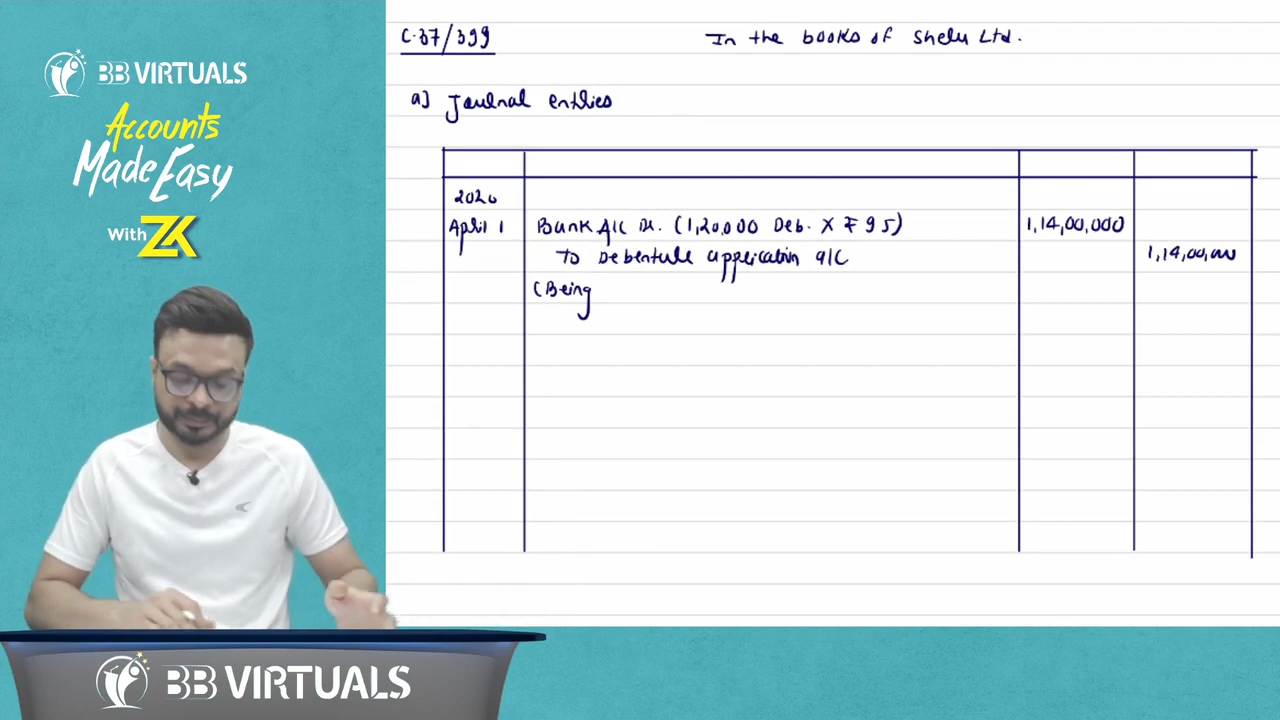 BB VIRTUALS
Accounts
Made Easy
With ZK
C.37/399
In the books of Shelu Ltd.
a] Journal entries
2020
April 1 Bank A/C Dr. (1,20,000 Deb. X ₹ 95) 1,14,00,000
To Debenture application a/c 1,14,00,000
(Being
BB VIRTUALS